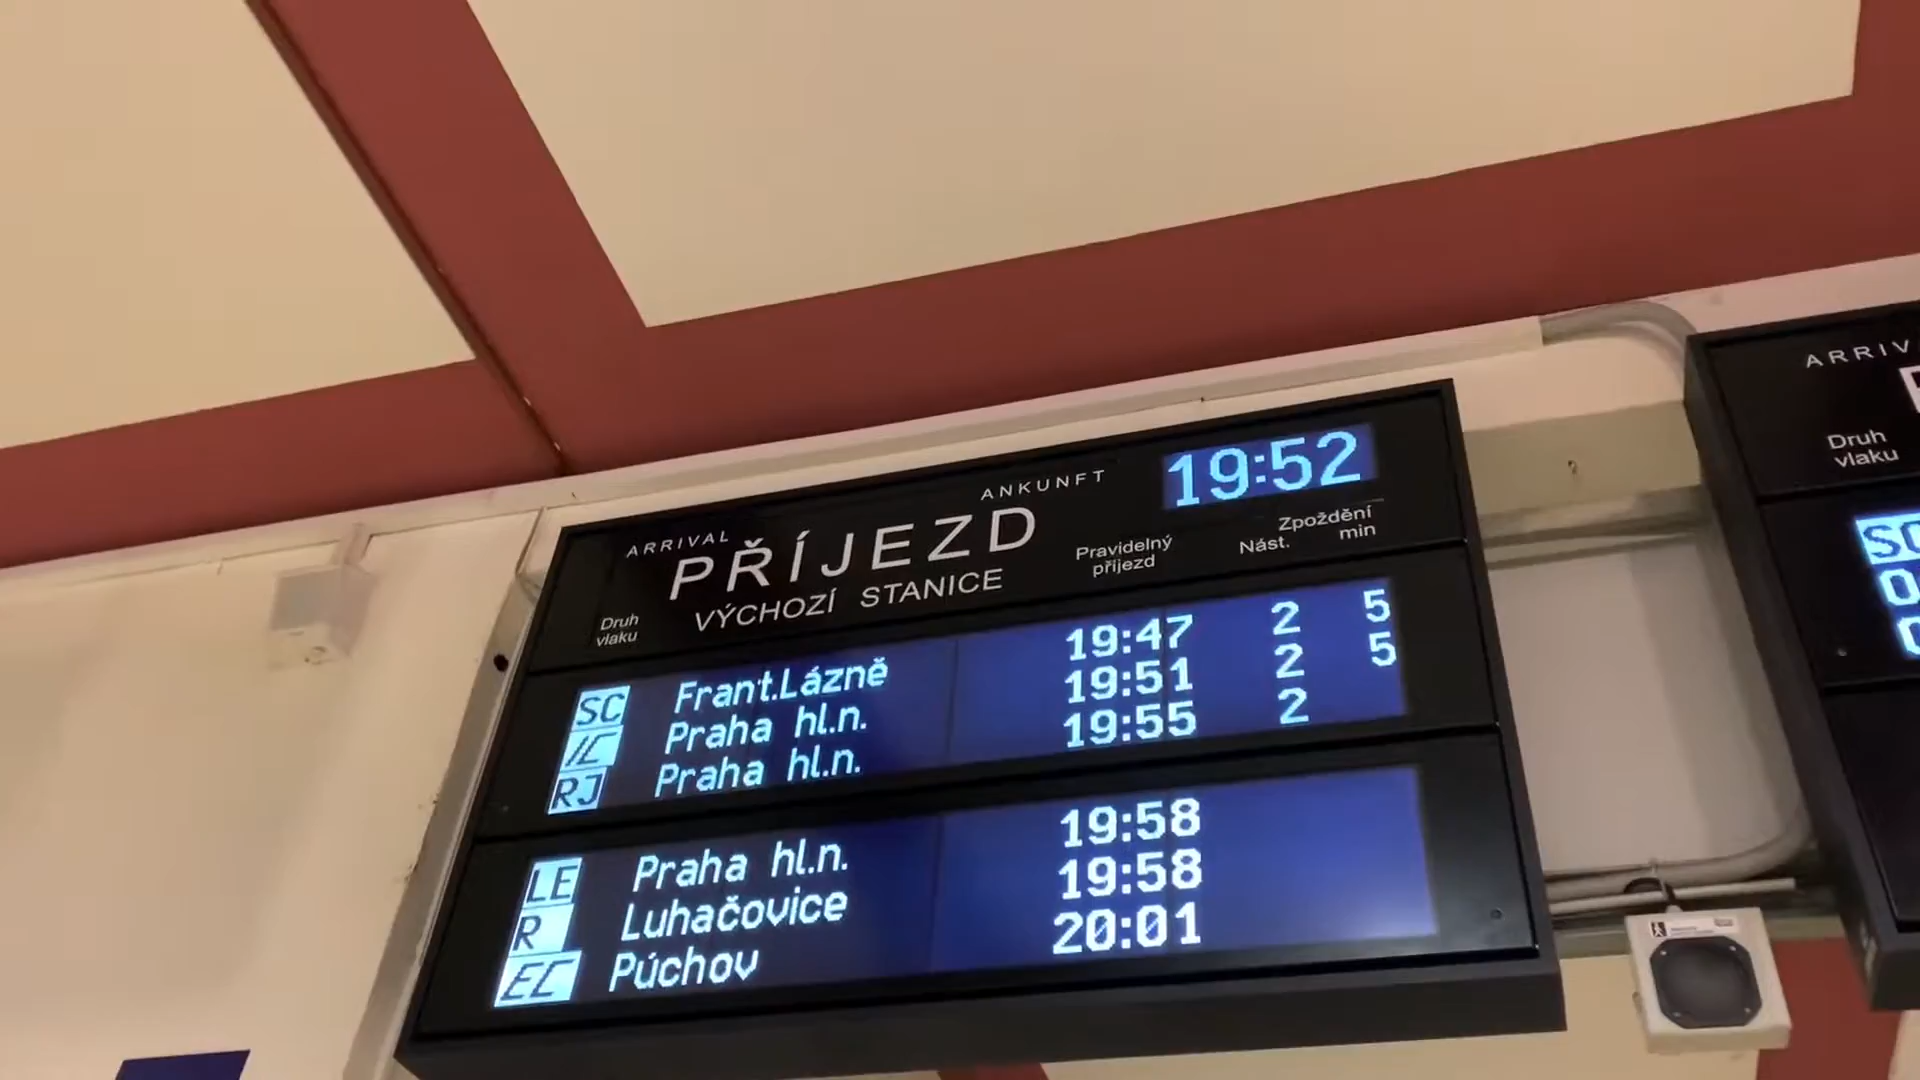 ARRIVAL ANKUNFT 19:52
PŘÍJEZD
VÝCHOZÍ STANICE
Druh
vlaku
Pravidelný
příjezd
Nást.
Zpoždění
min
SC Frant.Lázně 19:47 2 5
IC Praha hl.n. 19:51 2 5
RJ Praha hl.n. 19:55 2
LE Praha hl.n. 19:58
R Luhačovice 19:58
EC Púchov 20:01
ARRIV
Druh
vlaku
SC